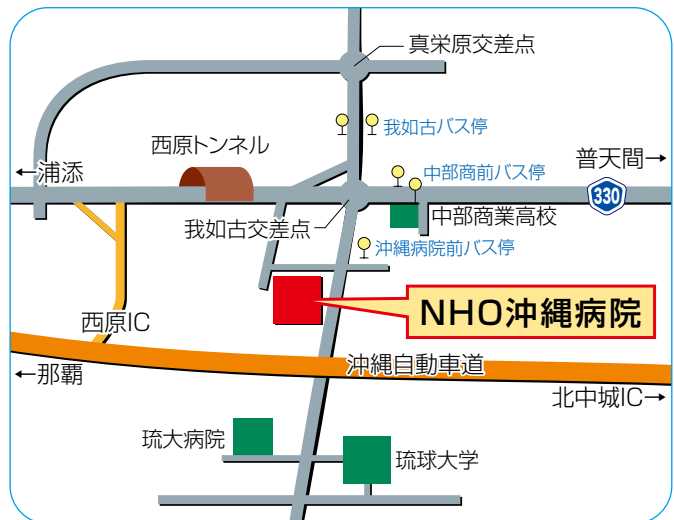 真栄原交差点
我如古バス停
西原トンネル
普天間→
←浦添
中部商前バス停
330
中部商業高校
我如古交差点
沖縄病院前バス停
NHO沖縄病院
西原IC
沖縄自動車道
←那覇
北中城IC→
琉大病院
琉球大学